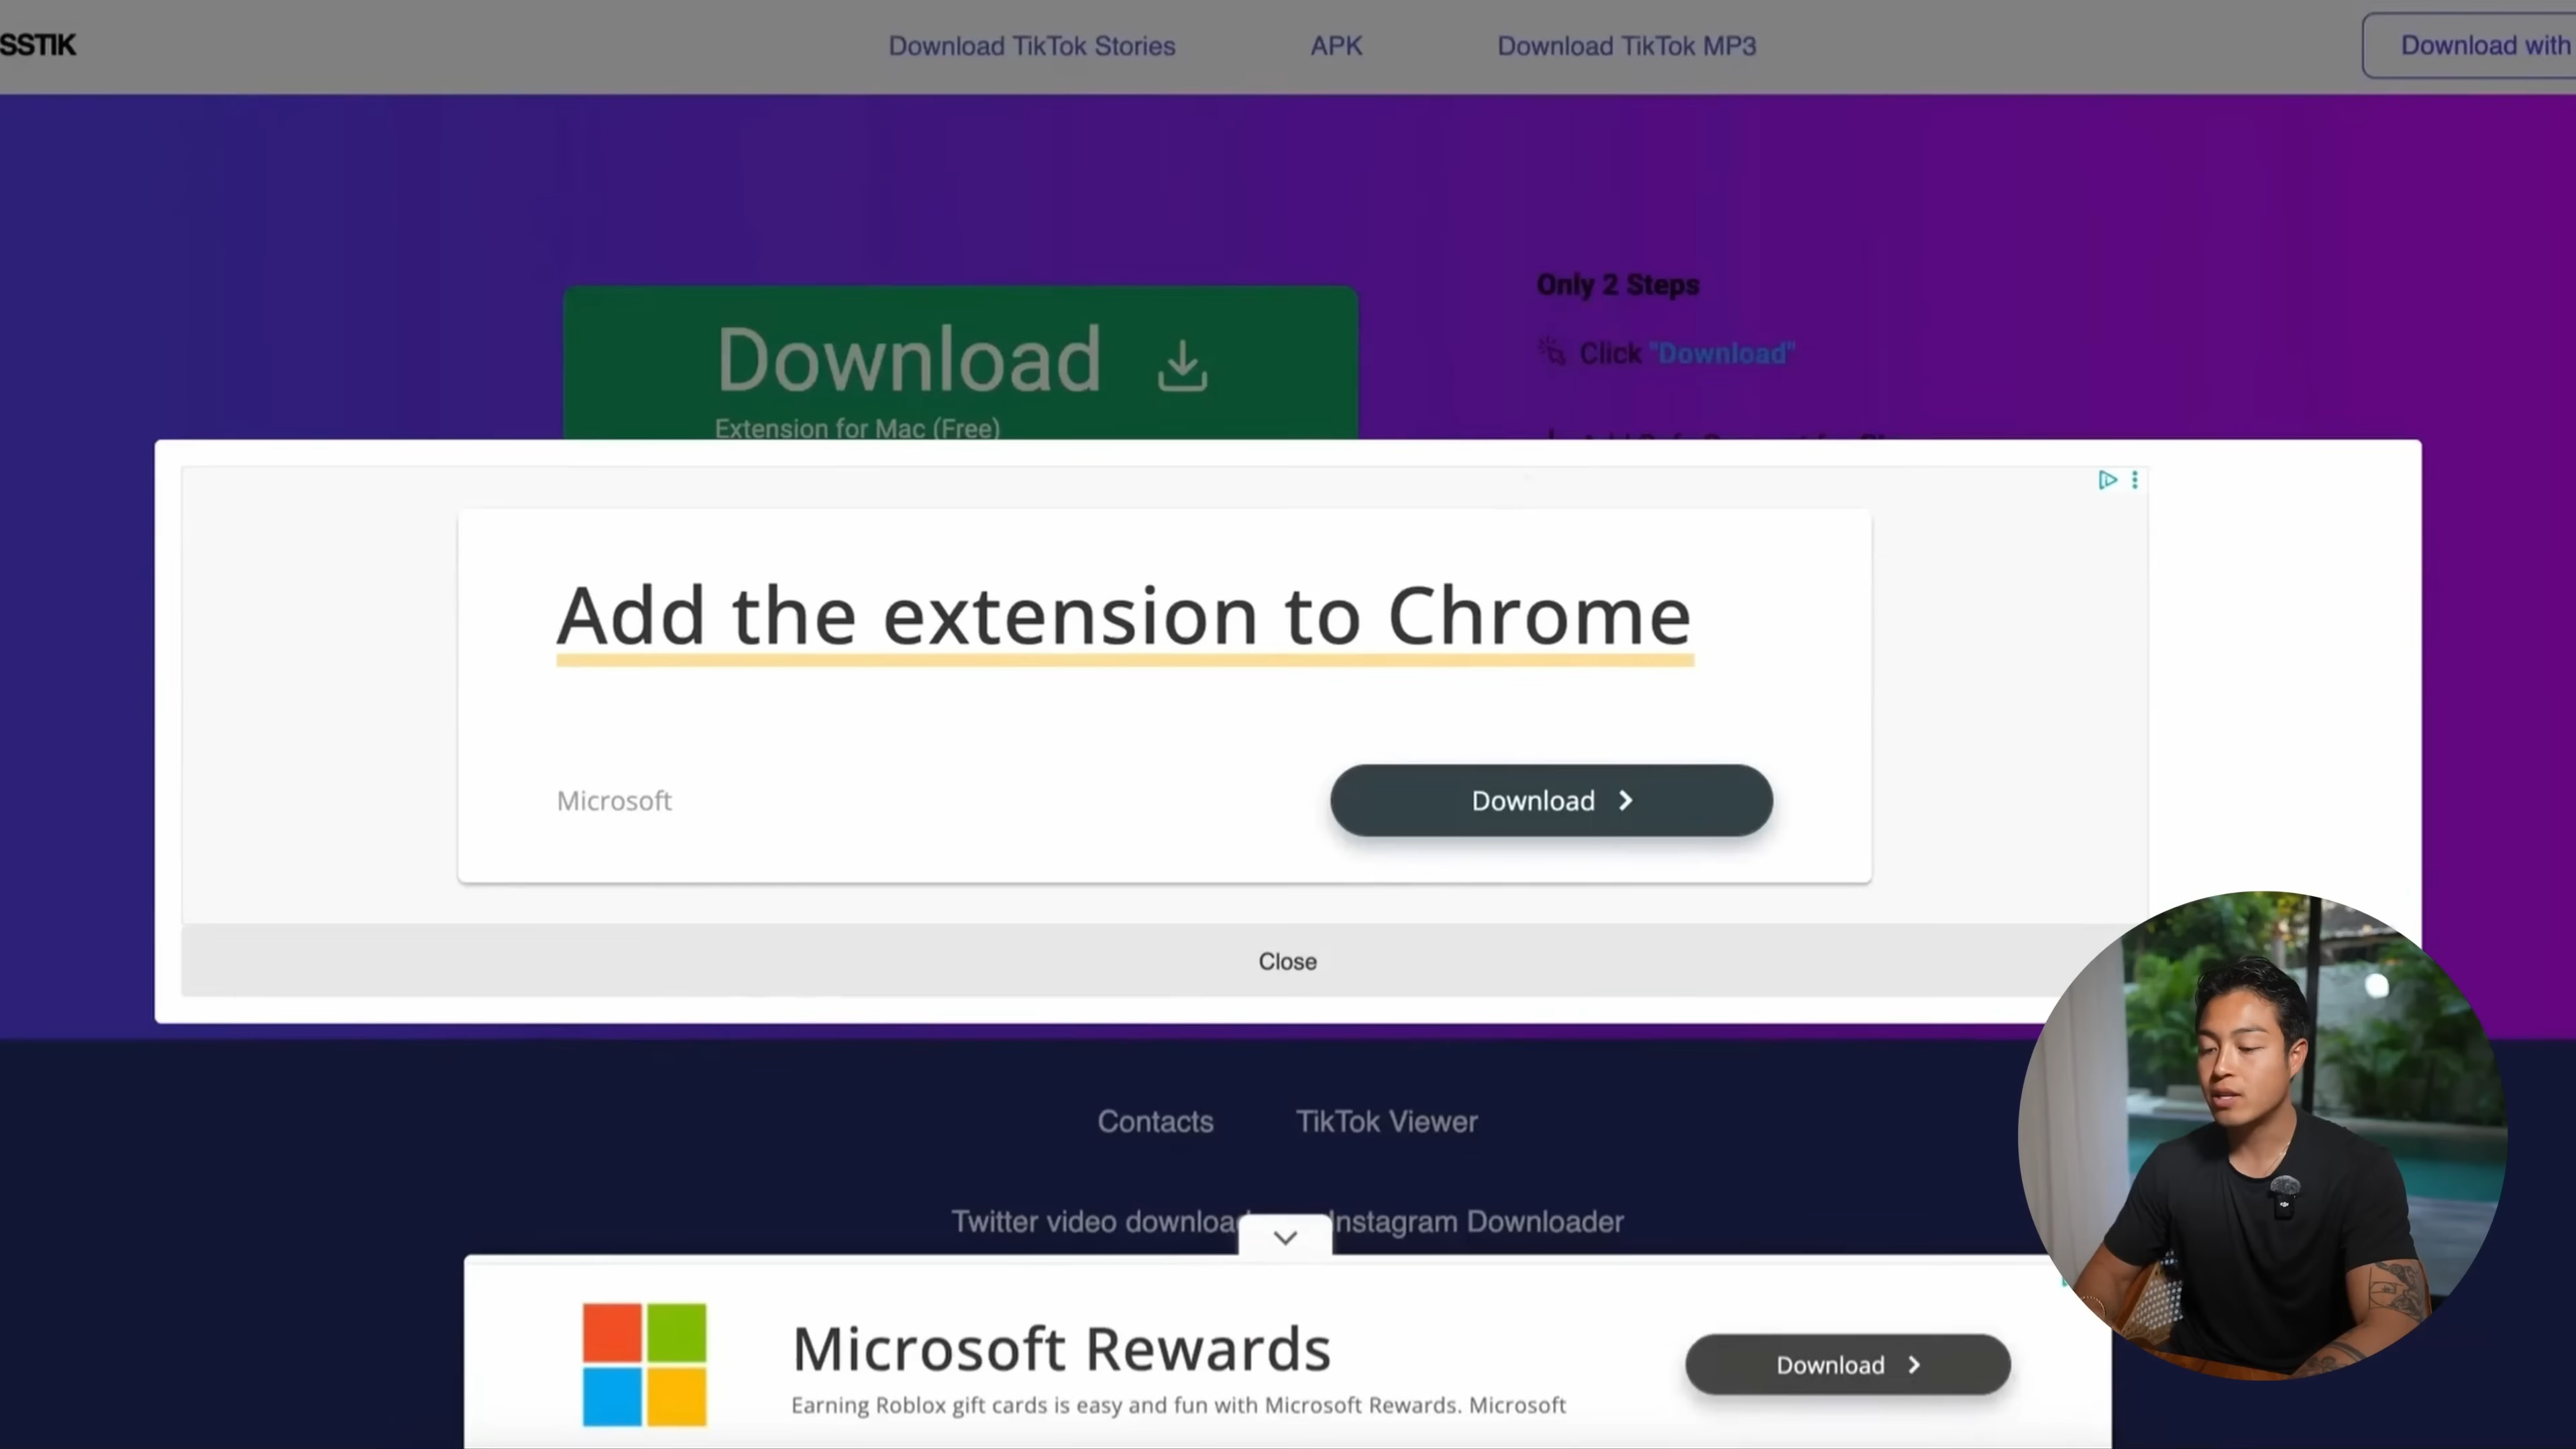 SSTIK
Download TikTok Stories
APK
Download TikTok MP3
Download with
Download
Extension for Mac (Free)
Only 2 Steps
Click "Download"
Add the extension to Chrome
Microsoft
Download
Close
Contacts
TikTok Viewer
Twitter video downloa
Instagram Downloader
Microsoft Rewards
Earning Roblox gift cards is easy and fun with Microsoft Rewards. Microsoft
Download